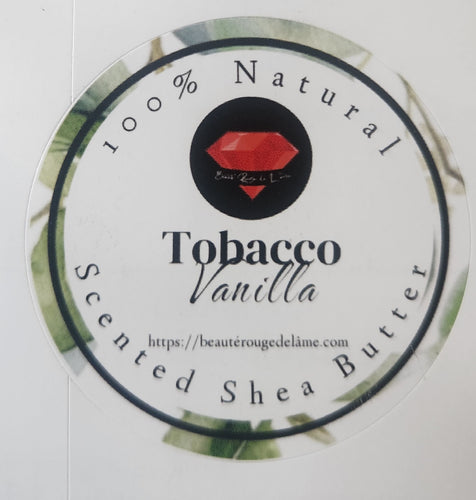 100% Natural
Tobacco
Vanilla
https://beautérougedelâme.com
Scented Shea Butter